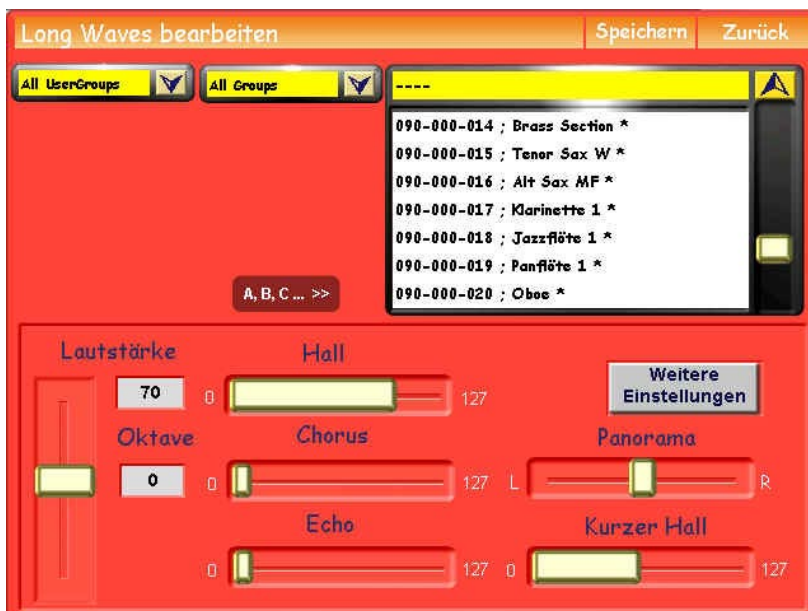 Long Waves bearbeiten
Speichern
Zurück
All UserGroups
All Groups
----
090-000-014 ; Brass Section *
090-000-015 ; Tenor Sax W *
090-000-016 ; Alt Sax MF *
090-000-017 ; Klarinette 1 *
090-000-018 ; Jazzflöte 1 *
090-000-019 ; Panflöte 1 *
090-000-020 ; Oboe *
A, B, C ... >>
Lautstärke
Hall
70
0
127
Weitere
Einstellungen
Oktave
Chorus
Panorama
0
0
127
L
R
Echo
Kurzer Hall
0
127
0
127